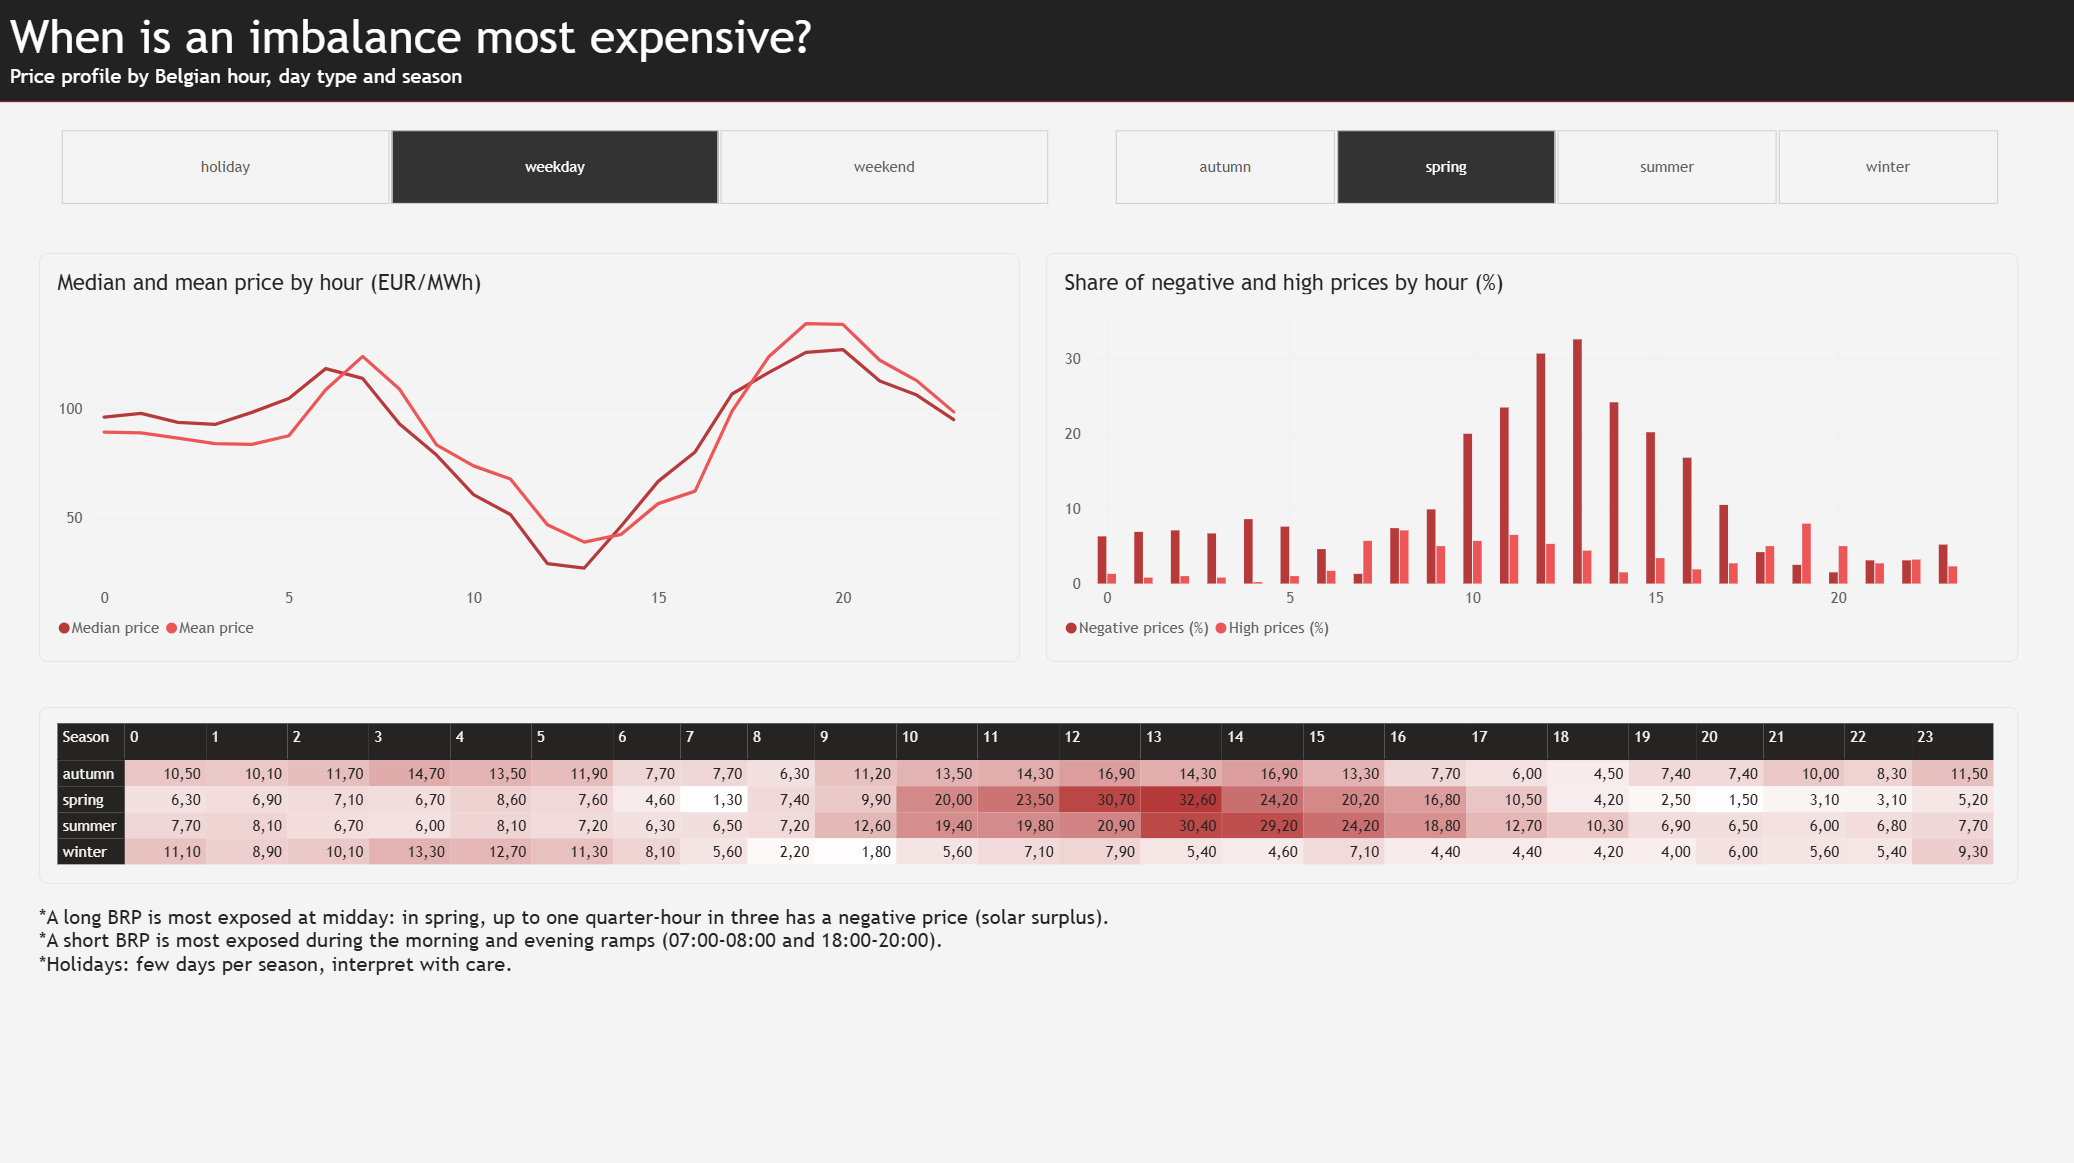 When is an imbalance most expensive?
Price profile by Belgian hour, day type and season
holiday weekday weekend autumn spring summer winter
Median and mean price by hour (EUR/MWh)
100
50
0 5 10 15 20
Median price Mean price
Share of negative and high prices by hour (%)
30
20
10
0
0 5 10 15 20
Negative prices (%) High prices (%)
Season 0 1 2 3 4 5 6 7 8 9 10 11 12 13 14 15 16 17 18 19 20 21 22 23
autumn 10,50 10,10 11,70 14,70 13,50 11,90 7,70 7,70 6,30 11,20 13,50 14,30 16,90 14,30 16,90 13,30 7,70 6,00 4,50 7,40 7,40 10,00 8,30 11,50
spring 6,30 6,90 7,10 6,70 8,60 7,60 4,60 1,30 7,40 9,90 20,00 23,50 30,70 32,60 24,20 20,20 16,80 10,50 4,20 2,50 1,50 3,10 3,10 5,20
summer 7,70 8,10 6,70 6,00 8,10 7,20 6,30 6,50 7,20 12,60 19,40 19,80 20,90 30,40 29,20 24,20 18,80 12,70 10,30 6,90 6,50 6,00 6,80 7,70
winter 11,10 8,90 10,10 13,30 12,70 11,30 8,10 5,60 2,20 1,80 5,60 7,10 7,90 5,40 4,60 7,10 4,40 4,40 4,20 4,00 6,00 5,60 5,40 9,30
*A long BRP is most exposed at midday: in spring, up to one quarter-hour in three has a negative price (solar surplus).
*A short BRP is most exposed during the morning and evening ramps (07:00-08:00 and 18:00-20:00).
*Holidays: few days per season, interpret with care.